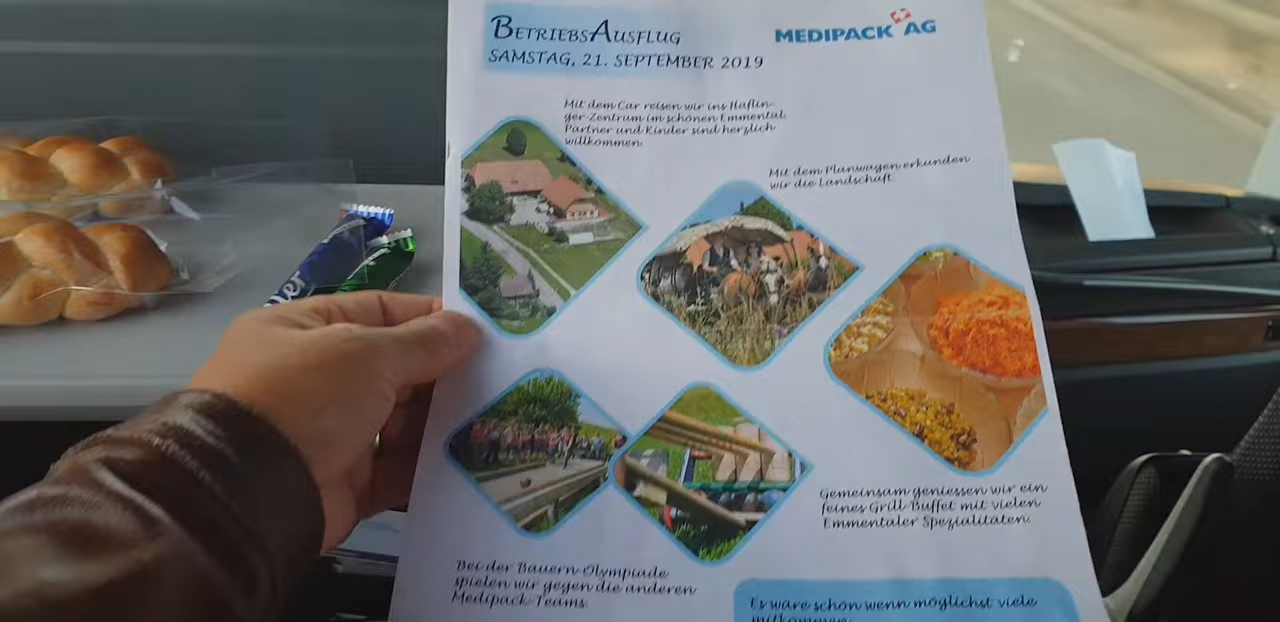 BETRIEBSAUSFLUG
SAMSTAG, 21. SEPTEMBER 2019
MEDIPACK AG
Mit dem Car reisen wir ins Haflin-
ger-Zentrum im schönen Emmental.
Partner und Kinder sind herzlich
willkommen.
Mit dem Planwagen erkunden
wir die Landschaft.
Gemeinsam geniessen wir ein
feines Grill-Buffet mit vielen
Emmentaler Spezialitäten.
Bei der Bauern-Olympiade
spielen wir gegen die anderen
Medipack-Teams.
Es wäre schön wenn möglichst viele
mitkommen.